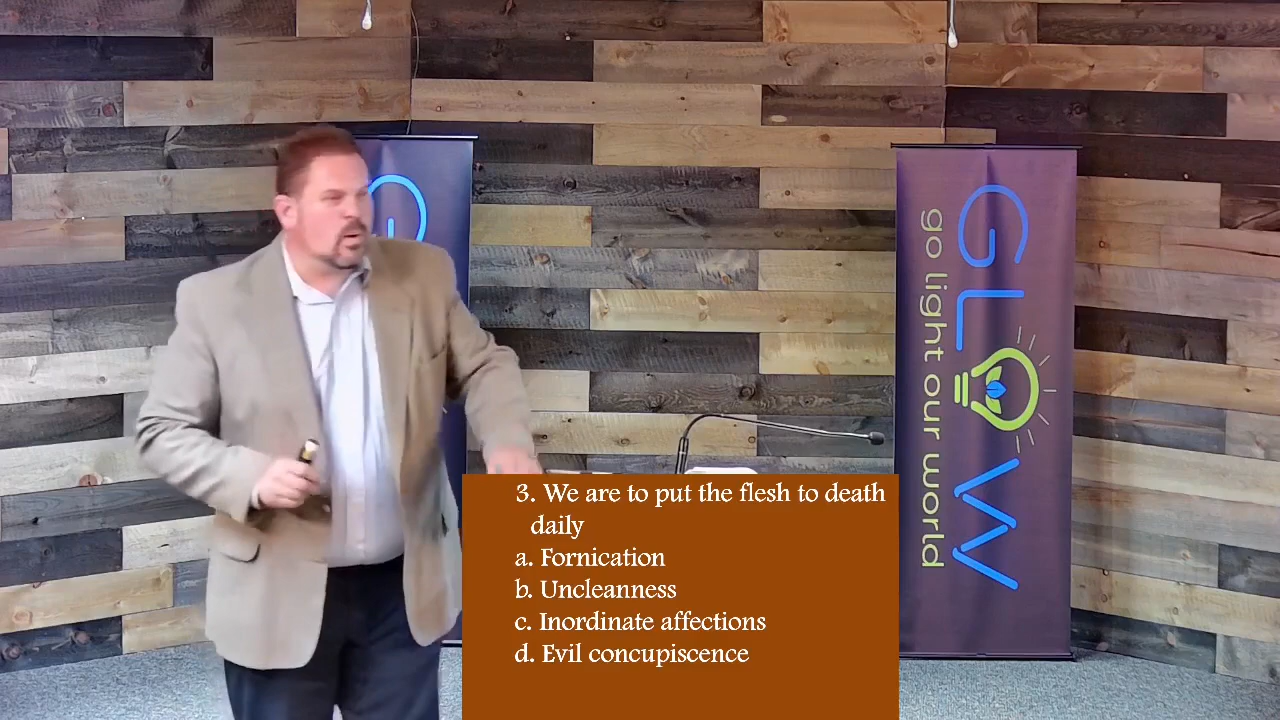 3. We are to put the flesh to death
daily
a. Fornication
b. Uncleanness
c. Inordinate affections
d. Evil concupiscence
GLOW
go light our world
G